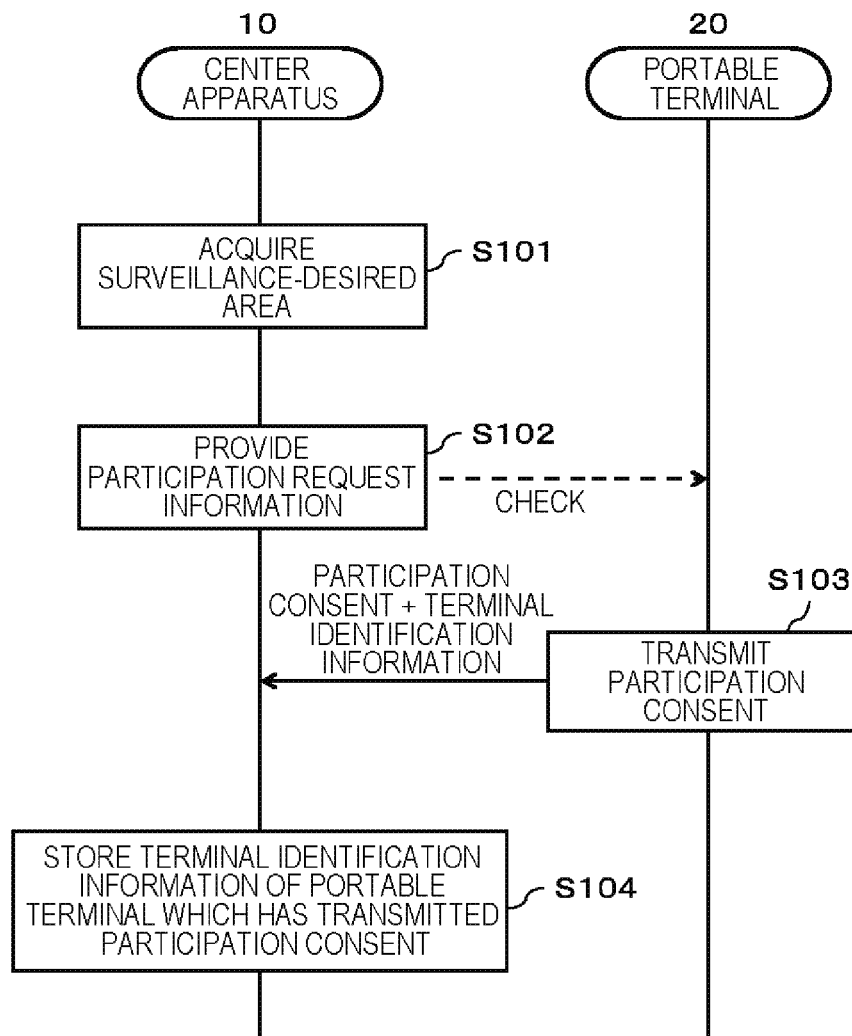 10
CENTER
APPARATUS
20
PORTABLE
TERMINAL
ACQUIRE
SURVEILLANCE-DESIRED
AREA
S101
PROVIDE
PARTICIPATION REQUEST
INFORMATION
S102
CHECK
PARTICIPATION
CONSENT + TERMINAL
IDENTIFICATION
INFORMATION
S103
TRANSMIT
PARTICIPATION
CONSENT
STORE TERMINAL IDENTIFICATION
INFORMATION OF PORTABLE
TERMINAL WHICH HAS TRANSMITTED
PARTICIPATION CONSENT
S104